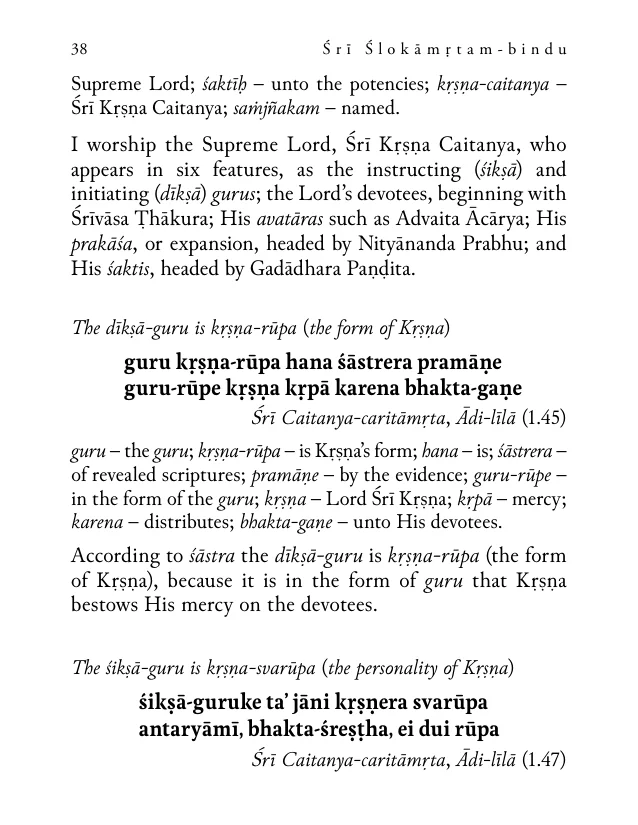 38 Śrī Ślokāmṛtam-bindu
Supreme Lord; śaktīḥ – unto the potencies; kṛṣṇa-caitanya –
Śrī Kṛṣṇa Caitanya; saṁjñakam – named.
I worship the Supreme Lord, Śrī Kṛṣṇa Caitanya, who
appears in six features, as the instructing (śikṣā) and
initiating (dīkṣā) gurus; the Lord’s devotees, beginning with
Śrīvāsa Ṭhākura; His avatāras such as Advaita Ācārya; His
prakāśa, or expansion, headed by Nityānanda Prabhu; and
His śaktis, headed by Gadādhara Paṇḍita.
The dīkṣā-guru is kṛṣṇa-rūpa (the form of Kṛṣṇa)
guru kṛṣṇa-rūpa hana śāstrera pramāṇe
guru-rūpe kṛṣṇa kṛpā karena bhakta-gaṇe
Śrī Caitanya-caritāmṛta, Ādi-līlā (1.45)
guru – the guru; kṛṣṇa-rūpa – is Kṛṣṇa’s form; hana – is; śāstrera –
of revealed scriptures; pramāṇe – by the evidence; guru-rūpe –
in the form of the guru; kṛṣṇa – Lord Śrī Kṛṣṇa; kṛpā – mercy;
karena – distributes; bhakta-gaṇe – unto His devotees.
According to śāstra the dīkṣā-guru is kṛṣṇa-rūpa (the form
of Kṛṣṇa), because it is in the form of guru that Kṛṣṇa
bestows His mercy on the devotees.
The śikṣā-guru is kṛṣṇa-svarūpa (the personality of Kṛṣṇa)
śikṣā-guruke ta’ jāni kṛṣṇera svarūpa
antaryāmī, bhakta-śreṣṭha, ei dui rūpa
Śrī Caitanya-caritāmṛta, Ādi-līlā (1.47)